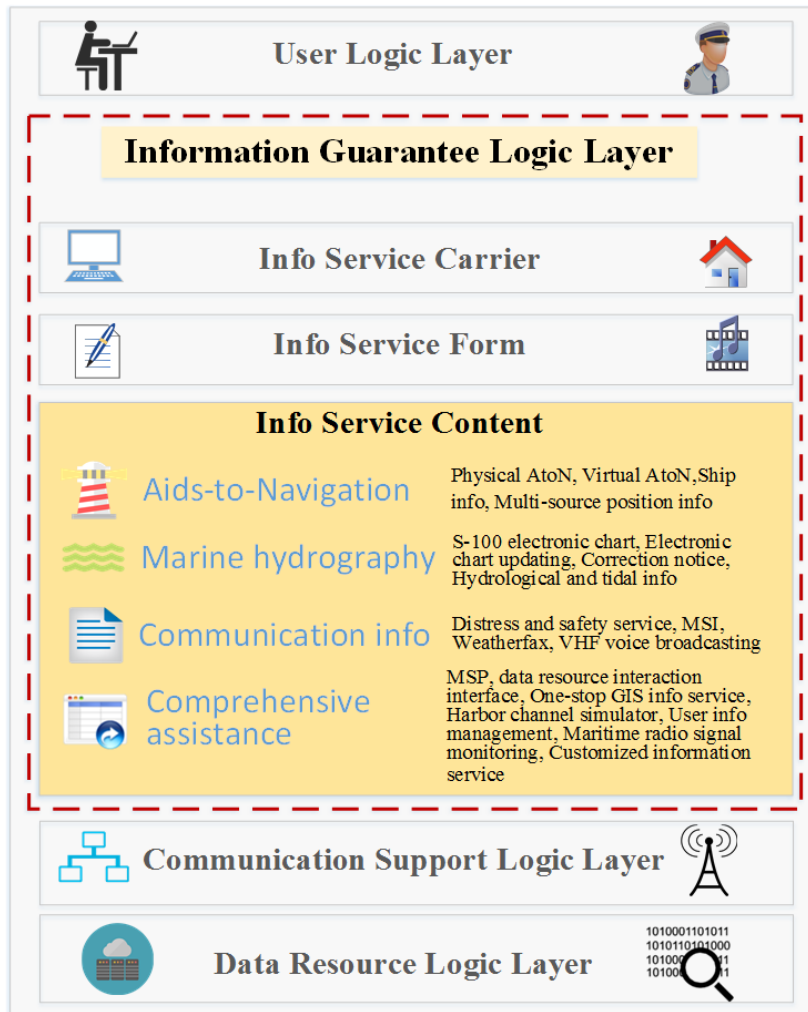 User Logic Layer
Information Guarantee Logic Layer
Info Service Carrier
Info Service Form
Info Service Content
Aids-to-Navigation
Physical AtoN, Virtual AtoN,Ship
info, Multi-source position info
Marine hydrography
S-100 electronic chart, Electronic
chart updating, Correction notice,
Hydrological and tidal info
Communication info
Distress and safety service, MSI,
Weatherfax, VHF voice broadcasting
Comprehensive
assistance
MSP, data resource interaction
interface, One-stop GIS info service,
Harbor channel simulator, User info
management, Maritime radio signal
monitoring, Customized information
service
Communication Support Logic Layer
Data Resource Logic Layer
1010001101011
1010110101000